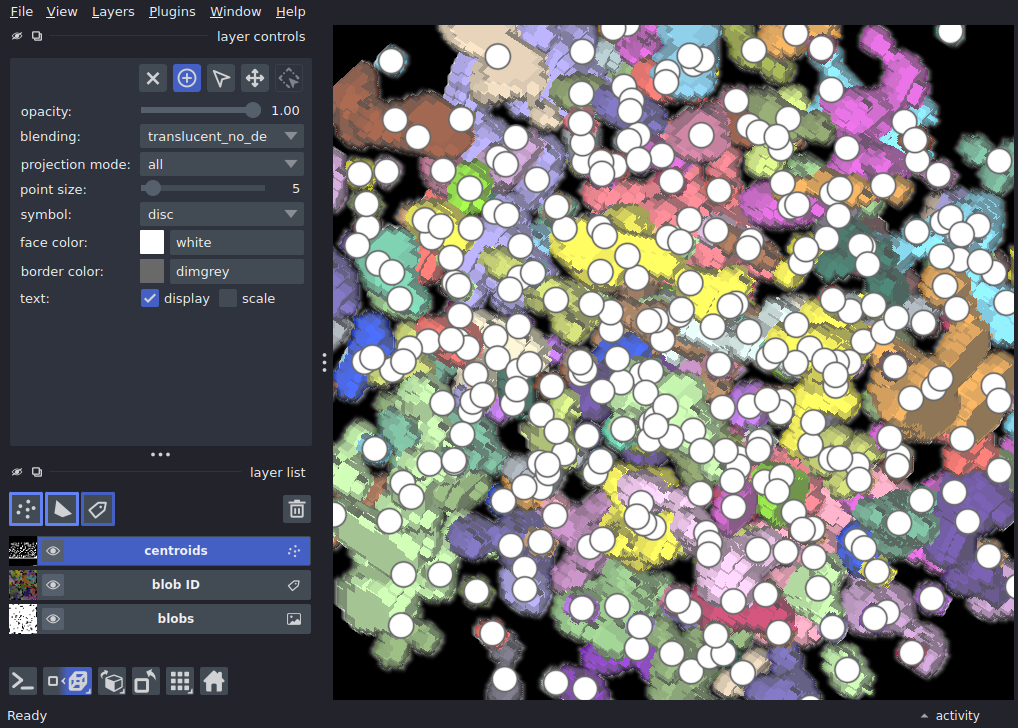 File View Layers Plugins Window Help
layer controls
opacity: 1.00
blending: translucent_no_de
projection mode: all
point size: 5
symbol: disc
face color: white
border color: dimgrey
text: display scale
layer list
centroids
blob ID
blobs
Ready
activity